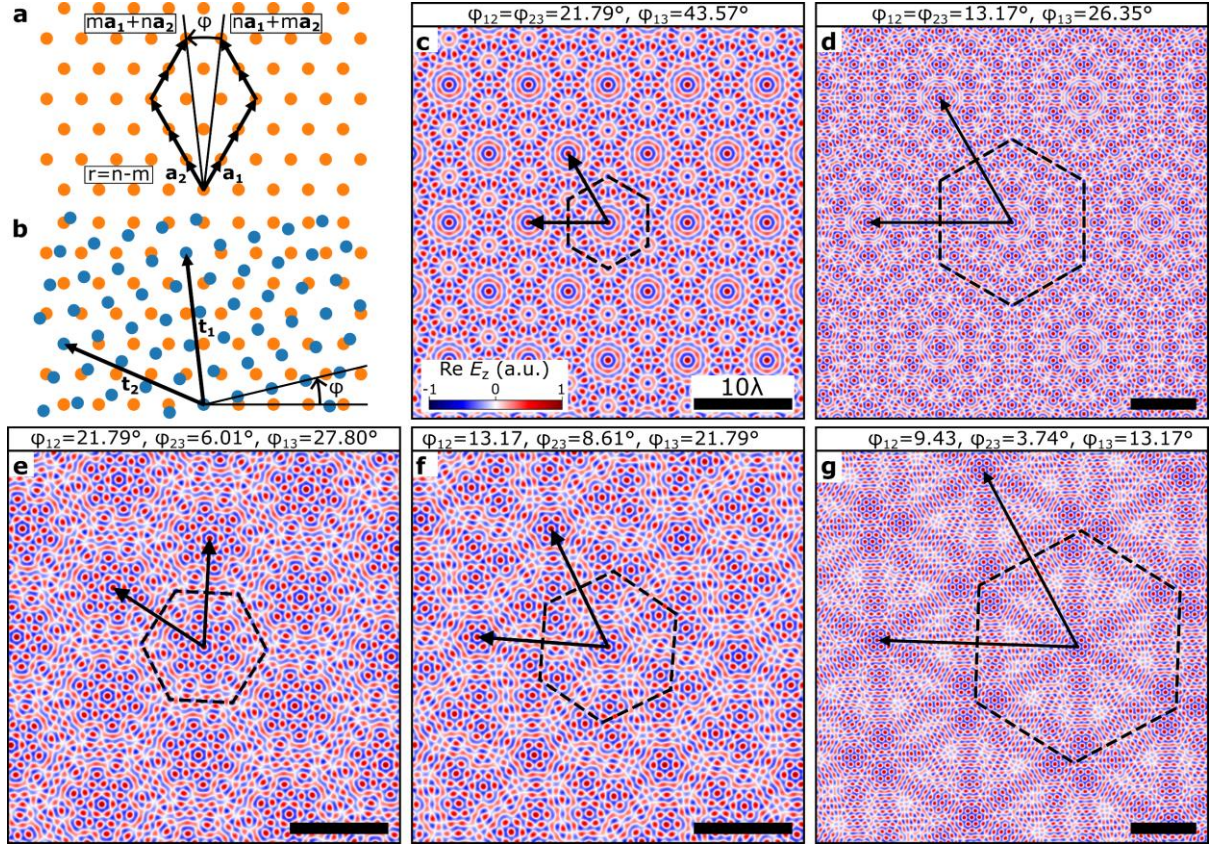 a
ma₁+na₂ φ na₁+ma₂
r=n-m a₂ a₁
b
t₁
t₂ φ
φ₁₂=φ₂₃=21.79°, φ₁₃=43.57°
c
Re E_z (a.u.)
-1 0 1
10λ
φ₁₂=φ₂₃=13.17°, φ₁₃=26.35°
d
φ₁₂=21.79°, φ₂₃=6.01°, φ₁₃=27.80°
e
φ₁₂=13.17, φ₂₃=8.61°, φ₁₃=21.79°
f
φ₁₂=9.43, φ₂₃=3.74°, φ₁₃=13.17°
g